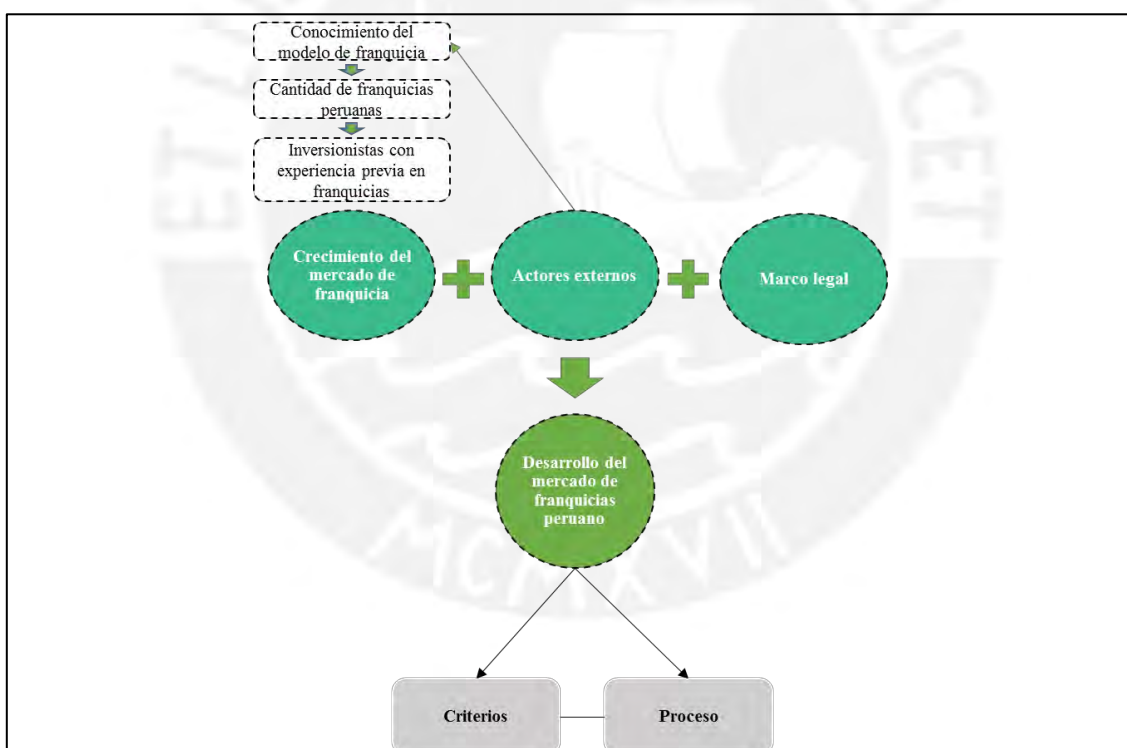 Conocimiento del
modelo de franquicia
Cantidad de franquicias
peruanas
Inversionistas con
experiencia previa en
franquicias
Crecimiento del
mercado de
franquicia
Actores externos
Marco legal
Desarrollo del
mercado de
franquicias
peruano
Criterios
Proceso
MCMXVII